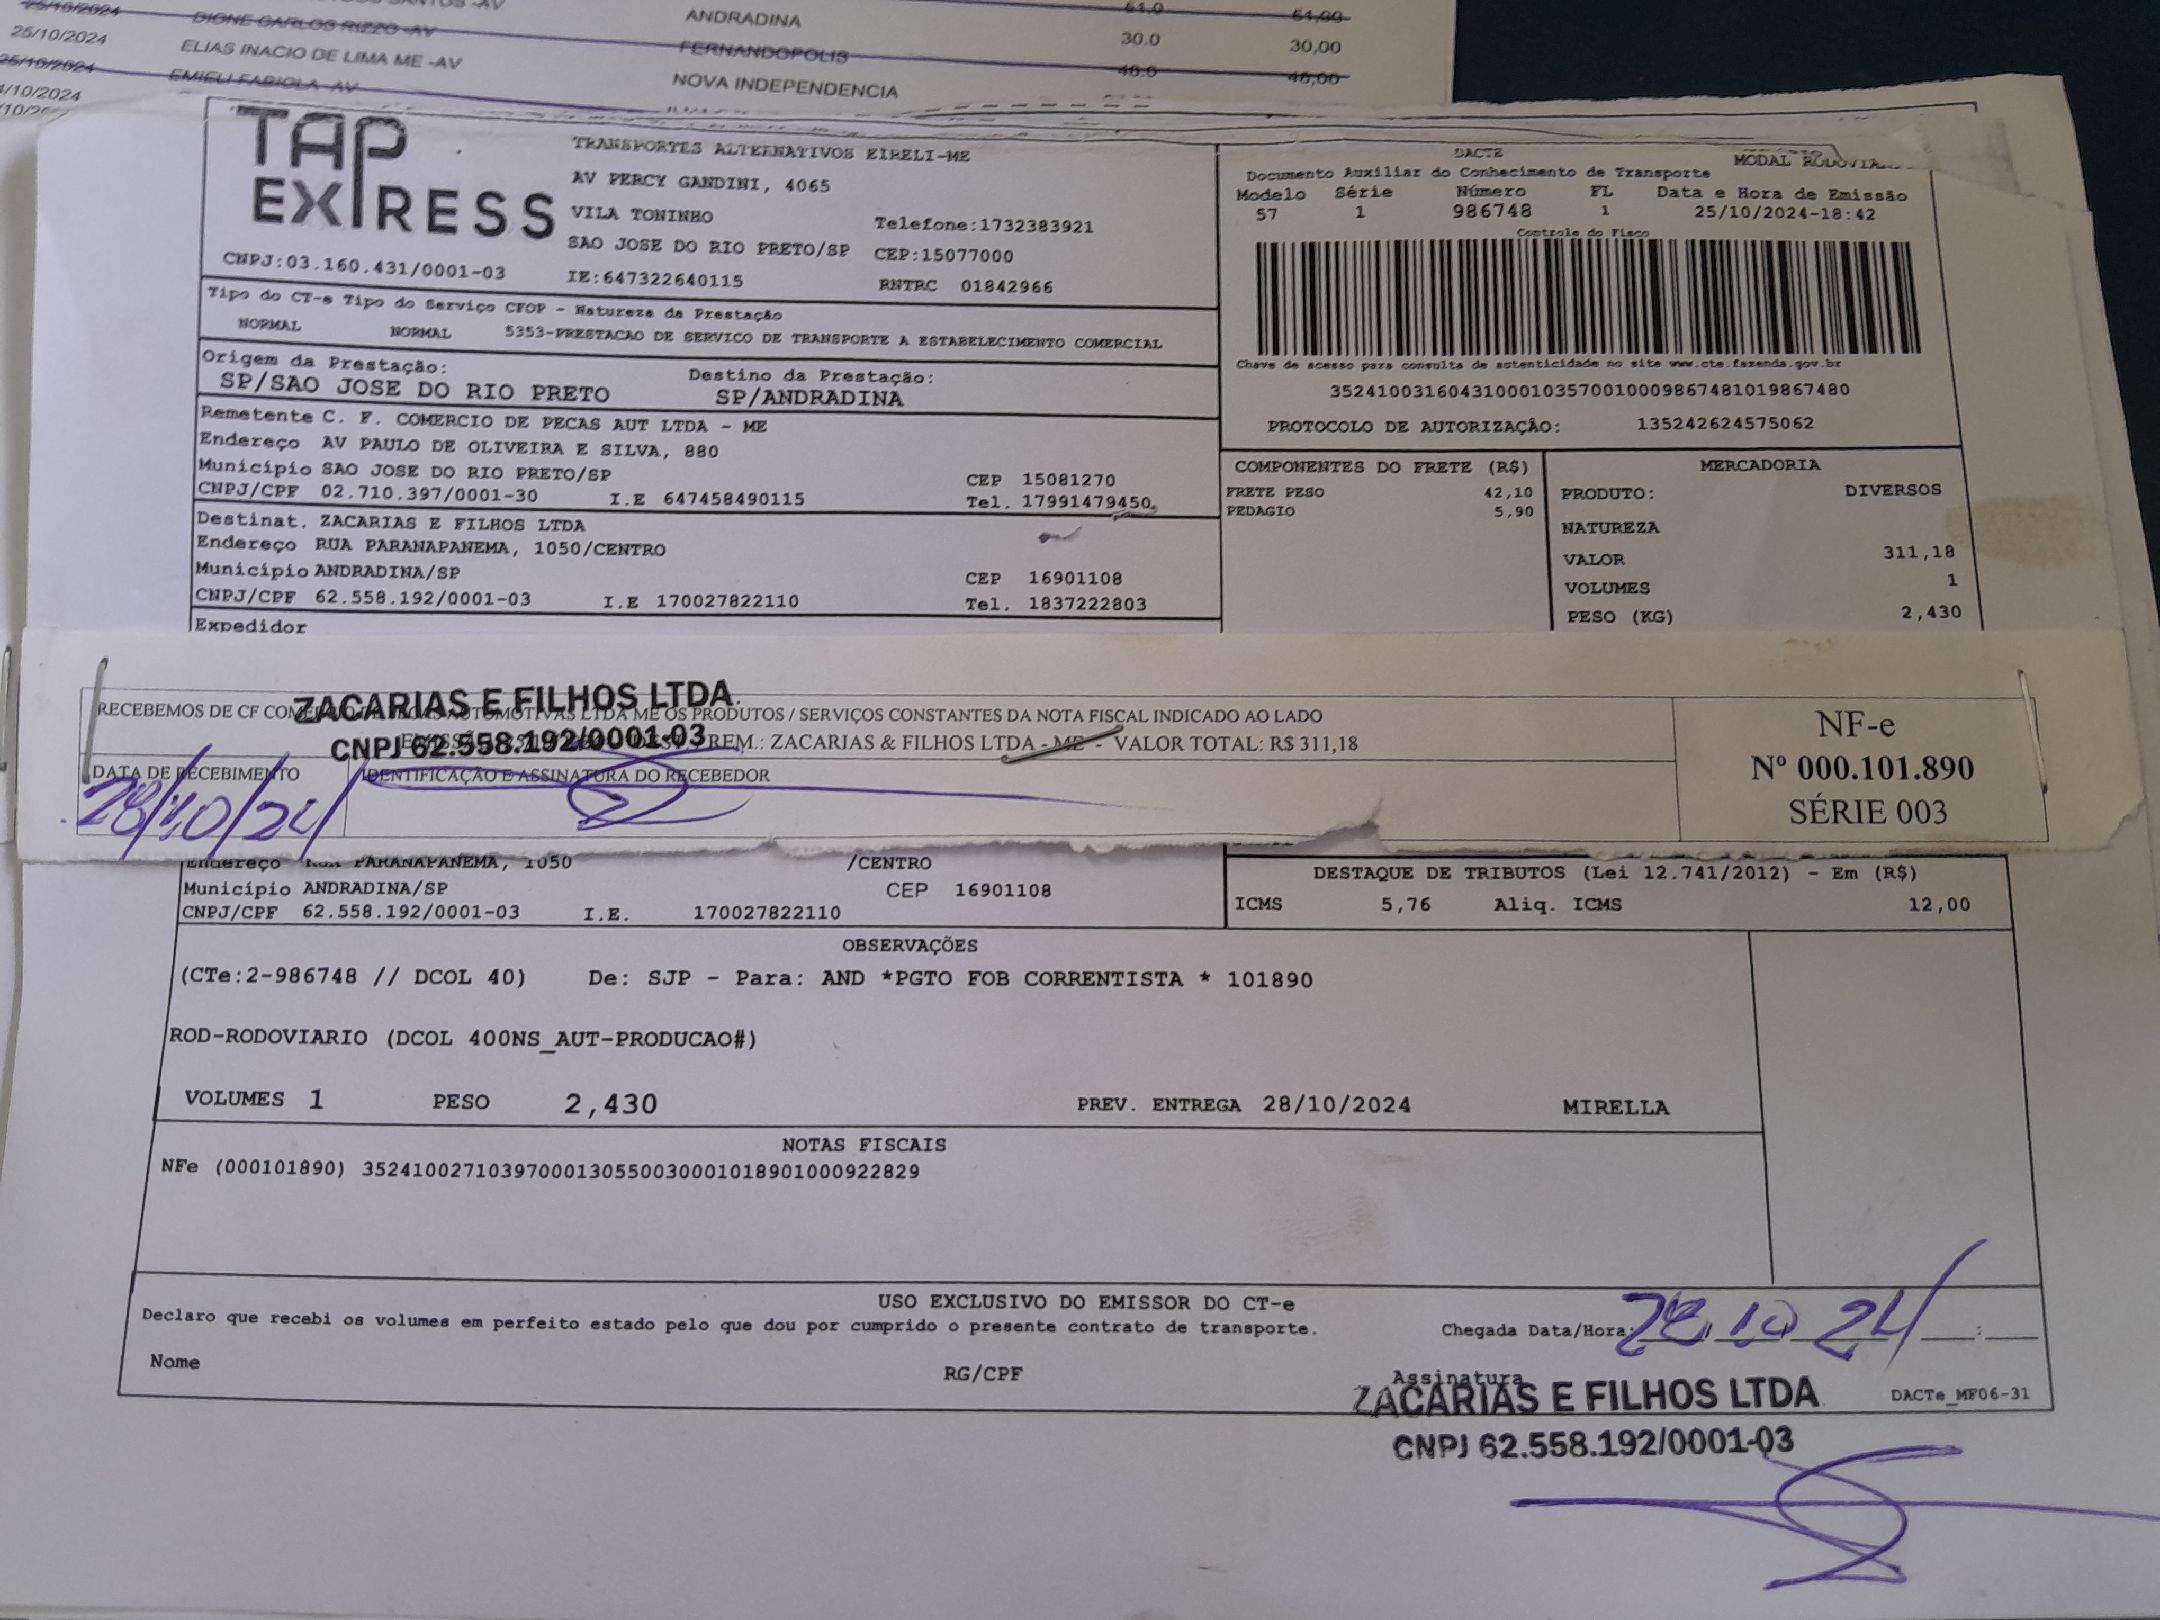 25/10/2024
25/10/2024 DIONE CARLOS RIZZO -AV ANDRADINA 51.0 51,00
25/10/2024 ELIAS INACIO DE LIMA ME -AV FERNANDOPOLIS 30.0 30,00
EMIELI FABIOLA -AV NOVA INDEPENDENCIA 46.0 46,00
TAP EXPRESS
CNPJ:03.160.431/0001-03
TRANSPORTES ALTERNATIVOS EIRELI-ME
AV PERCY GANDINI, 4065
VILA TONINHO Telefone:1732383921
SAO JOSE DO RIO PRETO/SP CEP:15077000
IE:647322640115 RNTRC 01842966
DACTE MODAL
Documento Auxiliar do Conhecimento de Transporte
Modelo Série Número FL Data e Hora de Emissão
57 1 986748 1 25/10/2024-18:42
Controle do Fisco
Chave de acesso para consulta de autenticidade no site www.cte.fazenda.gov.br
35241003160431000103570010009867481019867480
PROTOCOLO DE AUTORIZAÇÃO: 135242624575062
Tipo do CT-e Tipo do Serviço CFOP - Natureza da Prestação
NORMAL NORMAL 5353-PRESTACAO DE SERVICO DE TRANSPORTE A ESTABELECIMENTO COMERCIAL
Origem da Prestação: Destino da Prestação:
SP/SAO JOSE DO RIO PRETO SP/ANDRADINA
Remetente C. F. COMERCIO DE PECAS AUT LTDA - ME
Endereço AV PAULO DE OLIVEIRA E SILVA, 880
Município SAO JOSE DO RIO PRETO/SP CEP 15081270
CNPJ/CPF 02.710.397/0001-30 I.E 647458490115 Tel. 17991479450
Destinat. ZACARIAS E FILHOS LTDA
Endereço RUA PARANAPANEMA, 1050/CENTRO
Município ANDRADINA/SP CEP 16901108
CNPJ/CPF 62.558.192/0001-03 I.E 170027822110 Tel. 1837222803
Expedidor
COMPONENTES DO FRETE (R$)
FRETE PESO 42,10
PEDAGIO 5,90
MERCADORIA
PRODUTO: DIVERSOS
NATUREZA
VALOR 311,18
VOLUMES 1
PESO (KG) 2,430
ZACARIAS E FILHOS LTDA.
CNPJ 62.558.192/0001-03
RECEBEMOS DE CF AUTOMOTIVAS LTDA ME OS PRODUTOS / SERVIÇOS CONSTANTES DA NOTA FISCAL INDICADO AO LADO
REM.: ZACARIAS & FILHOS LTDA - ME - VALOR TOTAL: R$ 311,18
DATA DE RECEBIMENTO IDENTIFICAÇÃO E ASSINATURA DO RECEBEDOR
28/10/24
NF-e
Nº 000.101.890
SÉRIE 003
Endereço RUA PARANAPANEMA, 1050 /CENTRO
Município ANDRADINA/SP CEP 16901108
CNPJ/CPF 62.558.192/0001-03 I.E. 170027822110
DESTAQUE DE TRIBUTOS (Lei 12.741/2012) - Em (R$)
ICMS 5,76 Aliq. ICMS 12,00
OBSERVAÇÕES
(CTe:2-986748 // DCOL 40) De: SJP - Para: AND *PGTO FOB CORRENTISTA * 101890
ROD-RODOVIARIO (DCOL 400NS_AUT-PRODUCAO#)
VOLUMES 1 PESO 2,430 PREV. ENTREGA 28/10/2024 MIRELLA
NOTAS FISCAIS
NFe (000101890) 35241002710397000130550030001018901000922829
USO EXCLUSIVO DO EMISSOR DO CT-e
Declaro que recebi os volumes em perfeito estado pelo que dou por cumprido o presente contrato de transporte.
Chegada Data/Hora: 28 10 24 :
Nome RG/CPF Assinatura
ZACARIAS E FILHOS LTDA
DACTe_MF06-31
CNPJ 62.558.192/0001-03